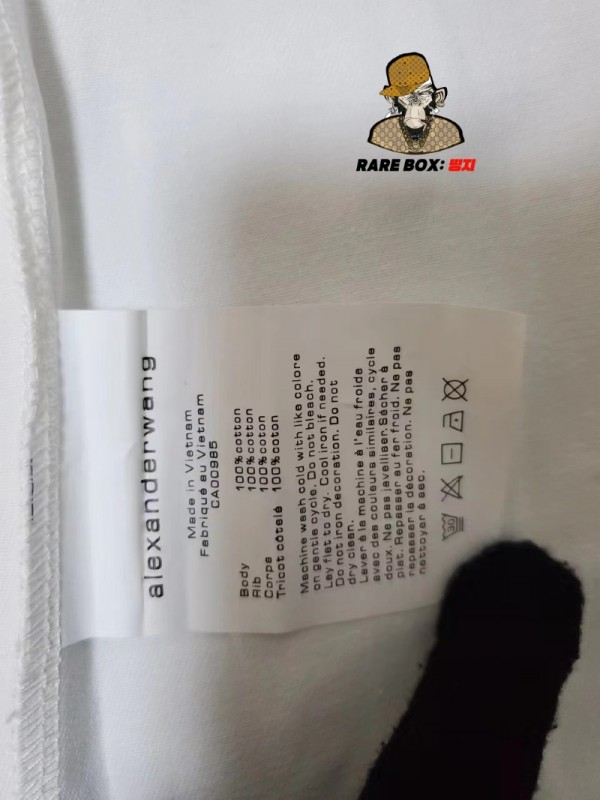 RARE BOX: 띵지
alexanderwang
Made in Vietnam
Fabriqué au Vietnam
CA00985
Body 100% cotton
Rib 100% cotton
Corps 100% coton
Tricot côtelé 100% coton
Machine wash cold with like colors
on gentle cycle. Do not bleach.
Lay flat to dry. Cool iron if needed.
Do not iron decoration. Do not
dry clean.
Laver à la machine à l'eau froide
avec des couleurs similaires, cycle
doux. Ne pas javelliser. Sécher à
plat. Repasser au fer froid. Ne pas
repasser la décoration. Ne pas
nettoyer à sec.
30